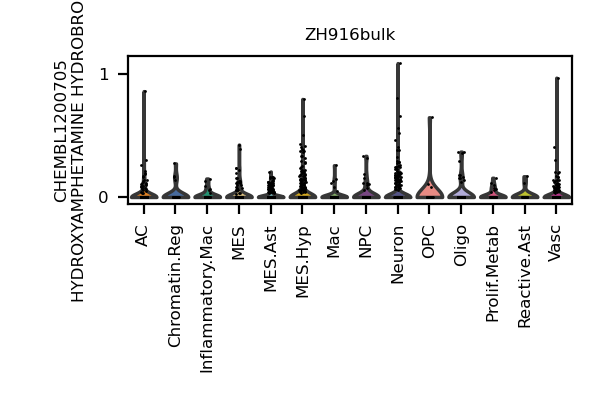 ZH916bulk
CHEMBL1200705
HYDROXYAMPHETAMINE HYDROBRO
1
0
AC
Chromatin.Reg
Inflammatory.Mac
MES
MES.Ast
MES.Hyp
Mac
NPC
Neuron
OPC
Oligo
Prolif.Metab
Reactive.Ast
Vasc